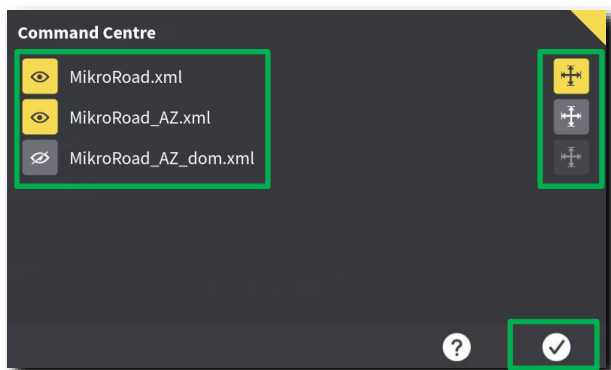 Command Centre
MikroRoad.xml
MikroRoad_AZ.xml
MikroRoad_AZ_dom.xml
?